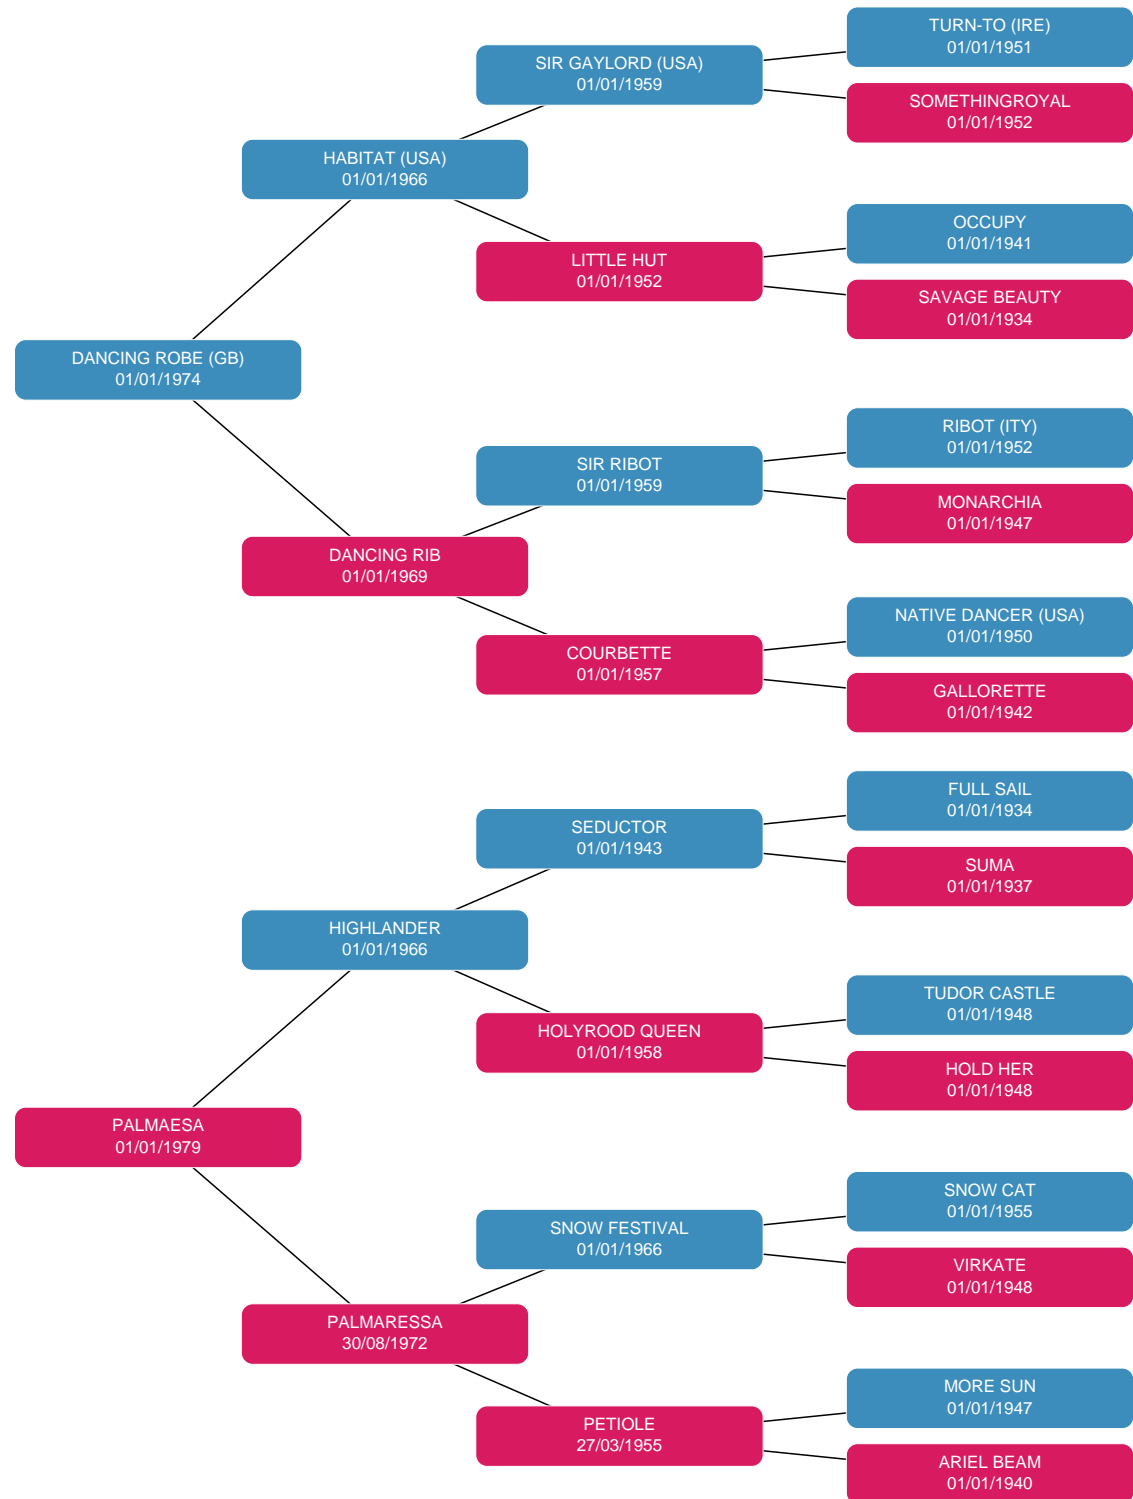 TURN-TO (IRE)
01/01/1951
SIR GAYLORD (USA)
01/01/1959
SOMETHINGROYAL
01/01/1952
HABITAT (USA)
01/01/1966
OCCUPY
01/01/1941
LITTLE HUT
01/01/1952
SAVAGE BEAUTY
01/01/1934
DANCING ROBE (GB)
01/01/1974
RIBOT (ITY)
01/01/1952
SIR RIBOT
01/01/1959
MONARCHIA
01/01/1947
DANCING RIB
01/01/1969
NATIVE DANCER (USA)
01/01/1950
COURBETTE
01/01/1957
GALLORETTE
01/01/1942
FULL SAIL
01/01/1934
SEDUCTOR
01/01/1943
SUMA
01/01/1937
HIGHLANDER
01/01/1966
TUDOR CASTLE
01/01/1948
HOLYROOD QUEEN
01/01/1958
HOLD HER
01/01/1948
PALMAESA
01/01/1979
SNOW CAT
01/01/1955
SNOW FESTIVAL
01/01/1966
VIRKATE
01/01/1948
PALMARESSA
30/08/1972
MORE SUN
01/01/1947
PETIOLE
27/03/1955
ARIEL BEAM
01/01/1940